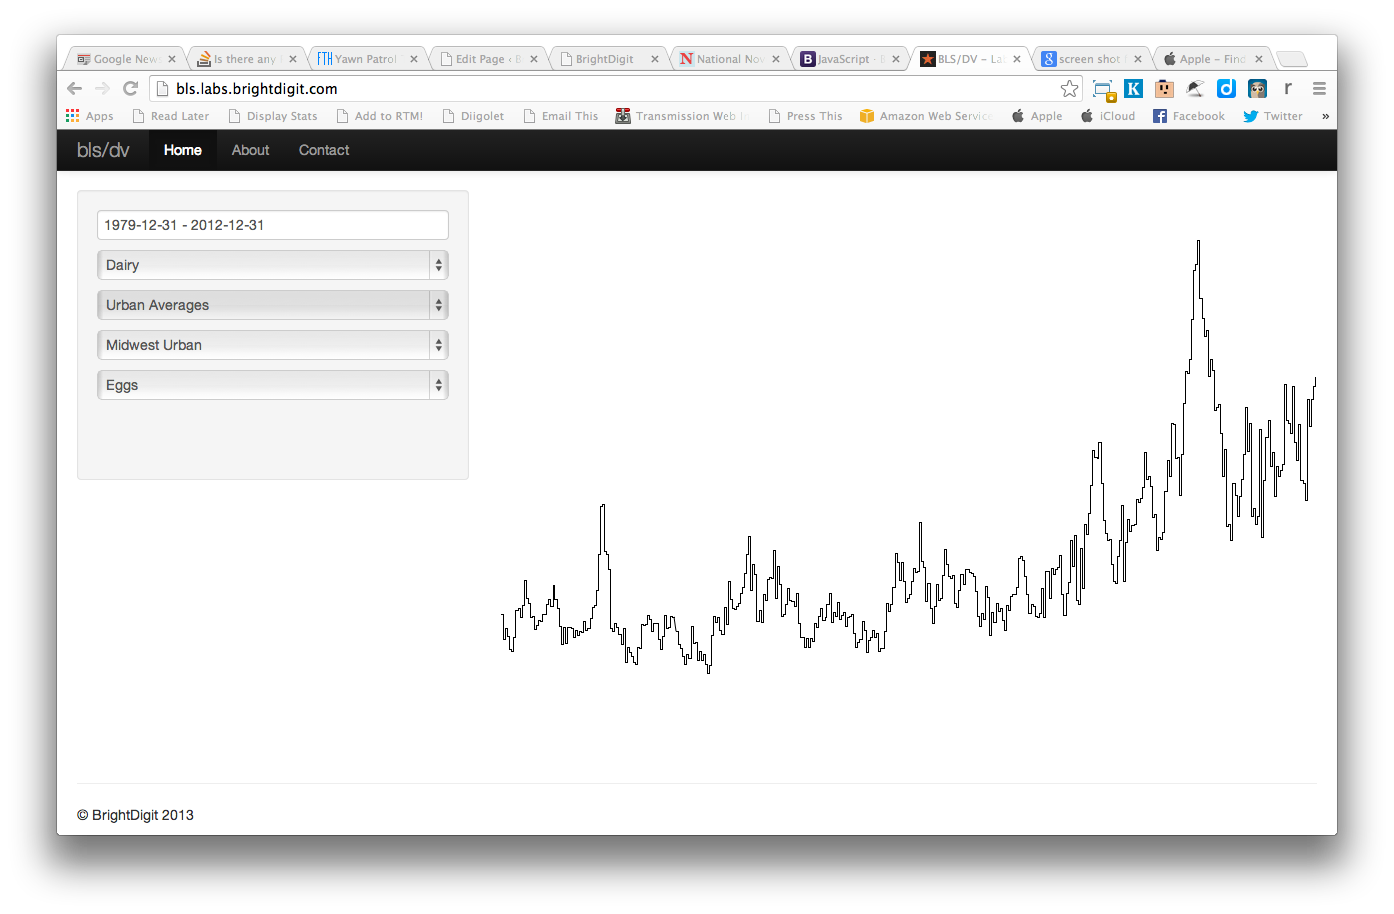 Google News
Is there any
FTH Yawn Patrol
Edit Page ‹ B
BrightDigit
N National Nov
B JavaScript - B
BLS/DV – La
g screen shot
Apple – Find
bls.labs.brightdigit.com
K
d
r
Apps
Read Later
Display Stats
Add to RTM!
Diigolet
Email This
Transmission Web In
Press This
Amazon Web Service
Apple
iCloud
Facebook
Twitter
»
bls/dv
Home
About
Contact
1979-12-31 - 2012-12-31
Dairy
Urban Averages
Midwest Urban
Eggs
© BrightDigit 2013